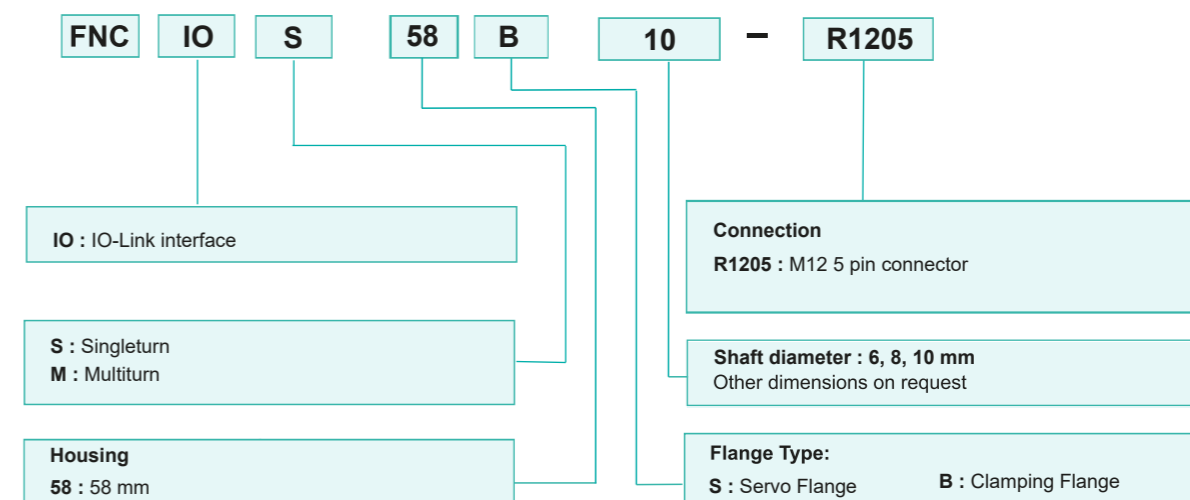 FNC IO S 58 B 10 – R1205
IO : IO-Link interface
S : Singleturn
M : Multiturn
Housing
58 : 58 mm
Connection
R1205 : M12 5 pin connector
Shaft diameter : 6, 8, 10 mm
Other dimensions on request
Flange Type:
S : Servo Flange B : Clamping Flange